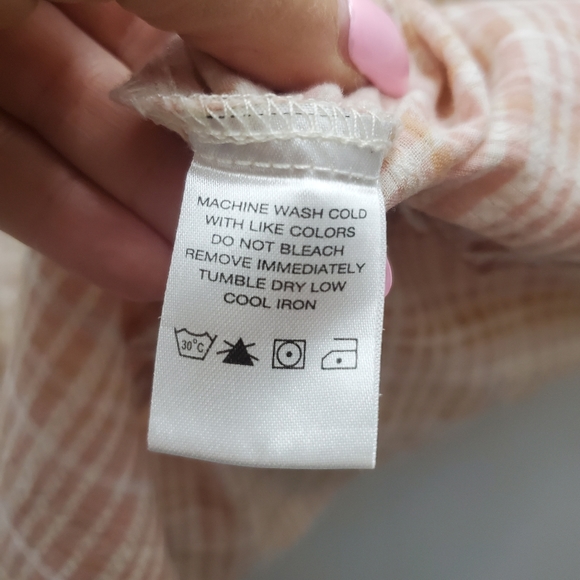 MACHINE WASH COLD
WITH LIKE COLORS
DO NOT BLEACH
REMOVE IMMEDIATELY
TUMBLE DRY LOW
COOL IRON
30°C